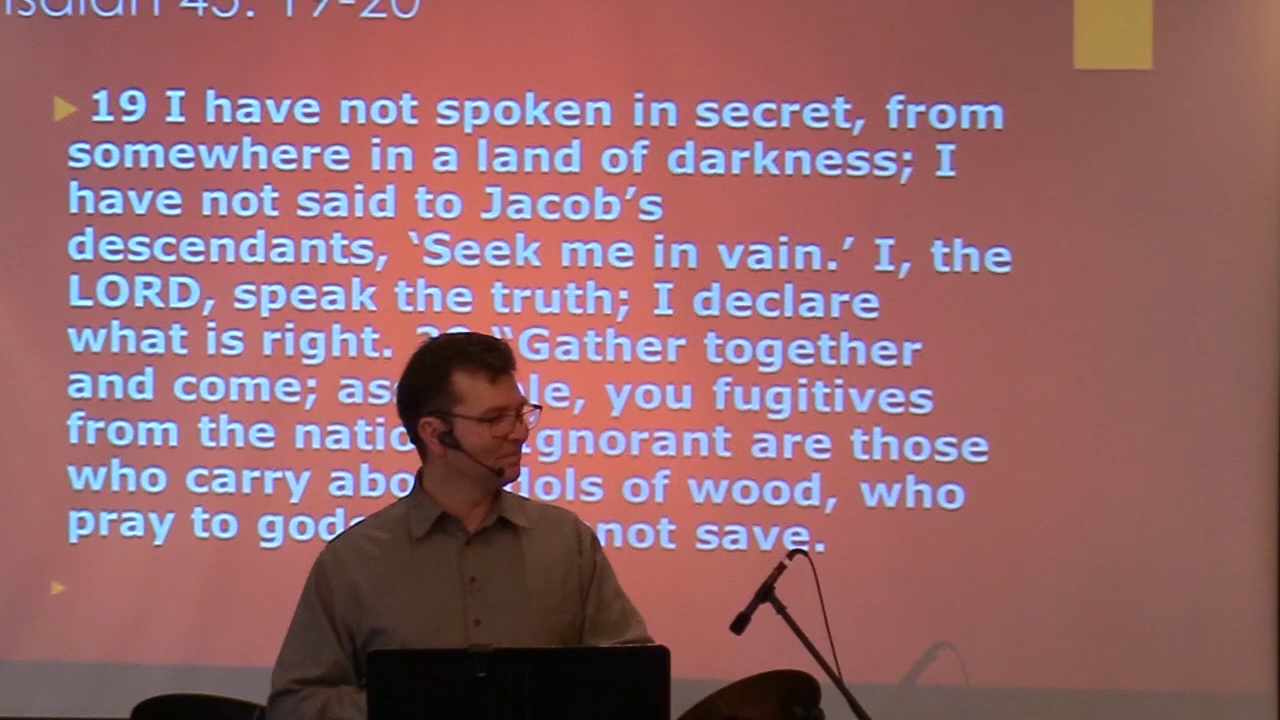 Isaiah 45: 19-20
19 I have not spoken in secret, from
somewhere in a land of darkness; I
have not said to Jacob’s
descendants, ‘Seek me in vain.’ I, the
LORD, speak the truth; I declare
what is right. “Gather together
and come; you fugitives
from the ignorant are those
who carry of wood, who
pray to save.